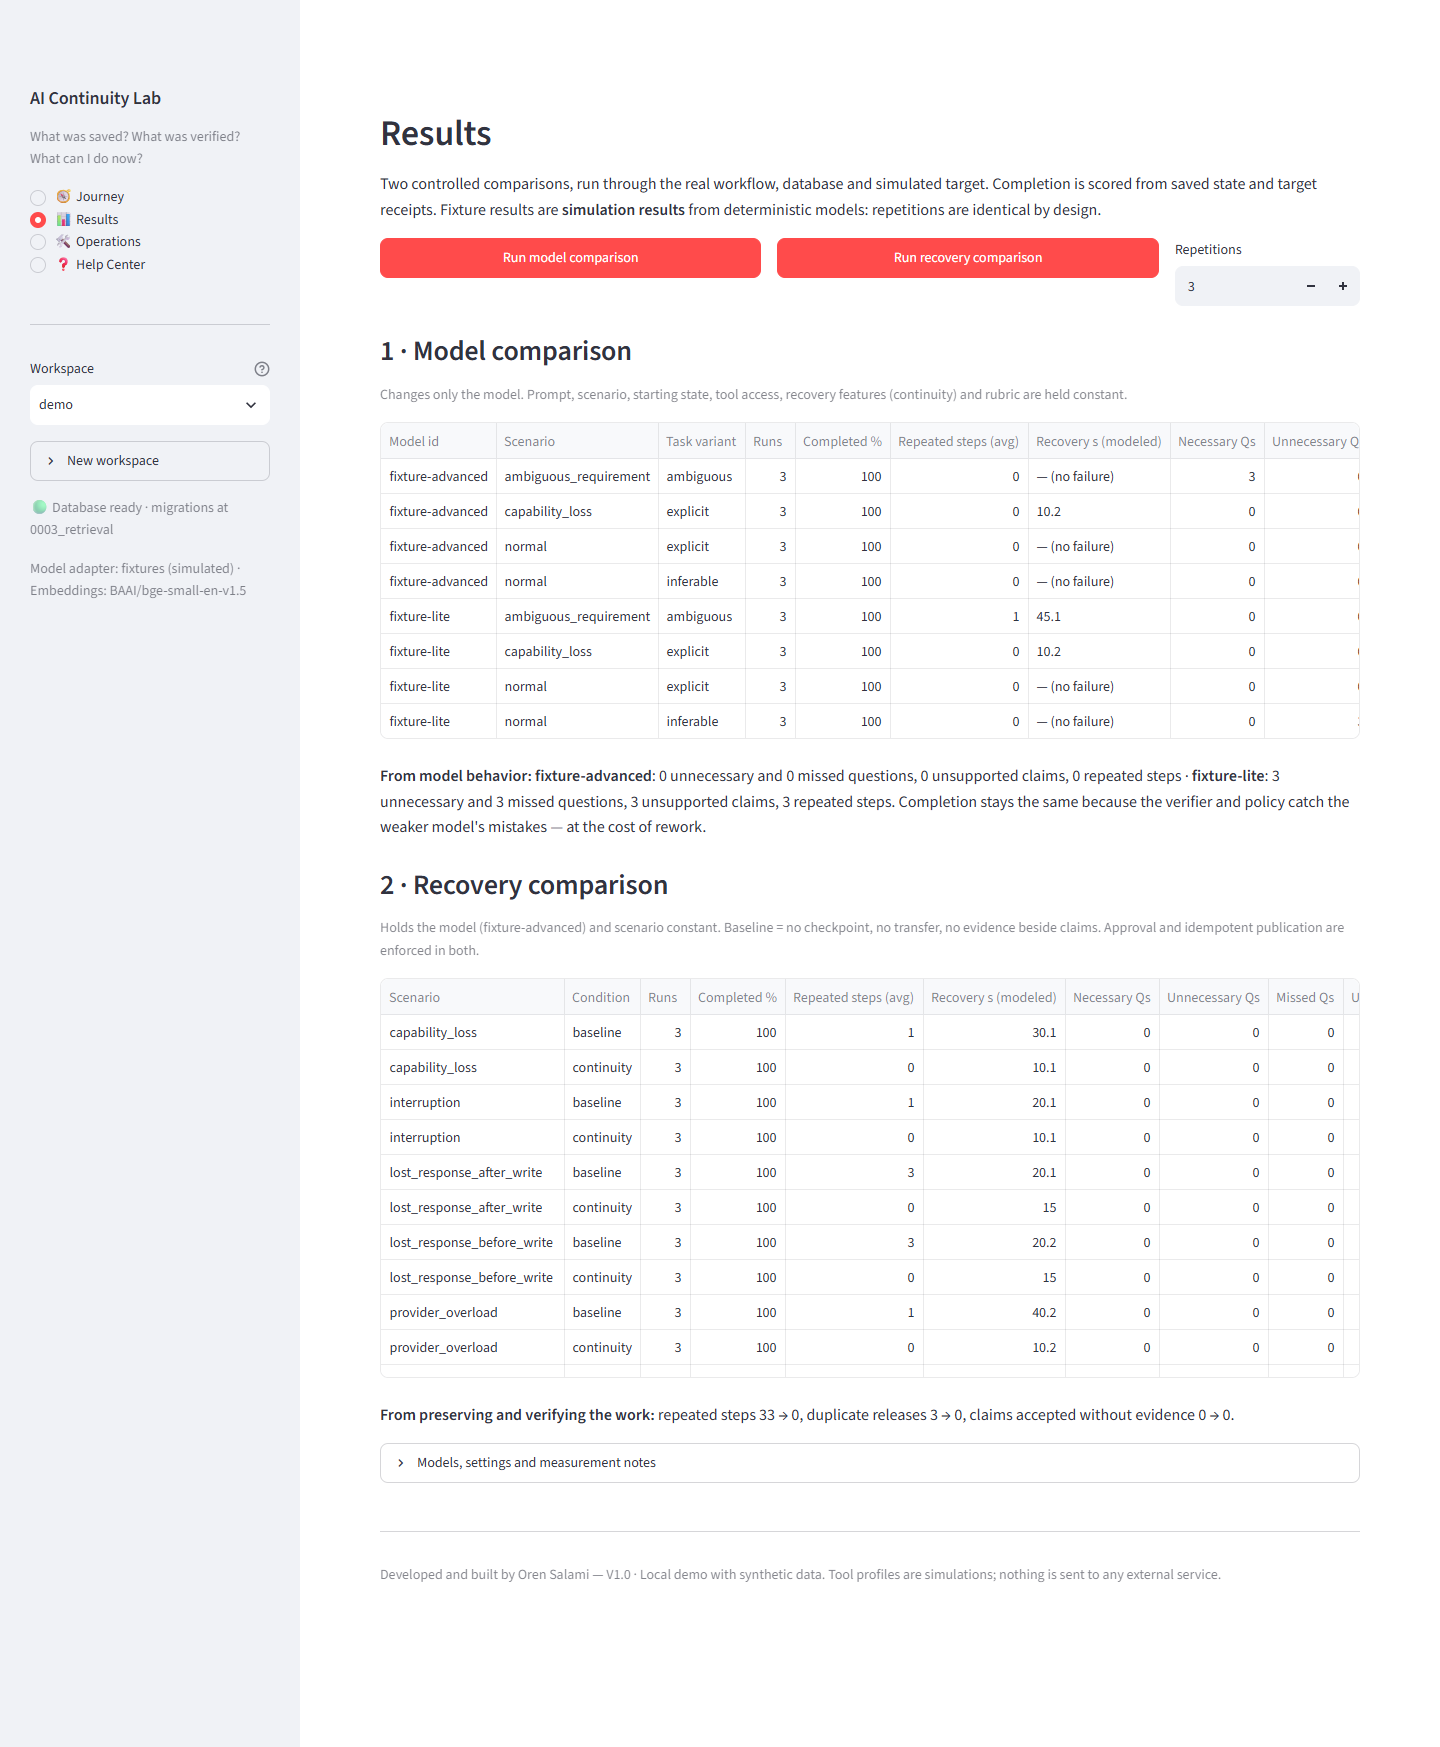 AI Continuity Lab
What was saved? What was verified?
What can I do now?
Journey
Results
Operations
Help Center
Workspace
demo
New workspace
Database ready · migrations at
0003_retrieval
Model adapter: fixtures (simulated) ·
Embeddings: BAAI/bge-small-en-v1.5
Results
Two controlled comparisons, run through the real workflow, database and simulated target. Completion is scored from saved state and target
receipts. Fixture results are simulation results from deterministic models: repetitions are identical by design.
Run model comparison Run recovery comparison Repetitions
3 − +
1 · Model comparison
Changes only the model. Prompt, scenario, starting state, tool access, recovery features (continuity) and rubric are held constant.
Model id Scenario Task variant Runs Completed % Repeated steps (avg) Recovery s (modeled) Necessary Qs Unnecessary Q
fixture-advanced ambiguous_requirement ambiguous 3 100 0 — (no failure) 3
fixture-advanced capability_loss explicit 3 100 0 10.2 0
fixture-advanced normal explicit 3 100 0 — (no failure) 0
fixture-advanced normal inferable 3 100 0 — (no failure) 0
fixture-lite ambiguous_requirement ambiguous 3 100 1 45.1 0
fixture-lite capability_loss explicit 3 100 0 10.2 0
fixture-lite normal explicit 3 100 0 — (no failure) 0
fixture-lite normal inferable 3 100 0 — (no failure) 0
From model behavior: fixture-advanced: 0 unnecessary and 0 missed questions, 0 unsupported claims, 0 repeated steps · fixture-lite: 3
unnecessary and 3 missed questions, 3 unsupported claims, 3 repeated steps. Completion stays the same because the verifier and policy catch the
weaker model's mistakes — at the cost of rework.
2 · Recovery comparison
Holds the model (fixture-advanced) and scenario constant. Baseline = no checkpoint, no transfer, no evidence beside claims. Approval and idempotent publication are
enforced in both.
Scenario Condition Runs Completed % Repeated steps (avg) Recovery s (modeled) Necessary Qs Unnecessary Qs Missed Qs U
capability_loss baseline 3 100 1 30.1 0 0 0
capability_loss continuity 3 100 0 10.1 0 0 0
interruption baseline 3 100 1 20.1 0 0 0
interruption continuity 3 100 0 10.1 0 0 0
lost_response_after_write baseline 3 100 3 20.1 0 0 0
lost_response_after_write continuity 3 100 0 15 0 0 0
lost_response_before_write baseline 3 100 3 20.2 0 0 0
lost_response_before_write continuity 3 100 0 15 0 0 0
provider_overload baseline 3 100 1 40.2 0 0 0
provider_overload continuity 3 100 0 10.2 0 0 0
From preserving and verifying the work: repeated steps 33 → 0, duplicate releases 3 → 0, claims accepted without evidence 0 → 0.
Models, settings and measurement notes
Developed and built by Oren Salami — V1.0 · Local demo with synthetic data. Tool profiles are simulations; nothing is sent to any external service.